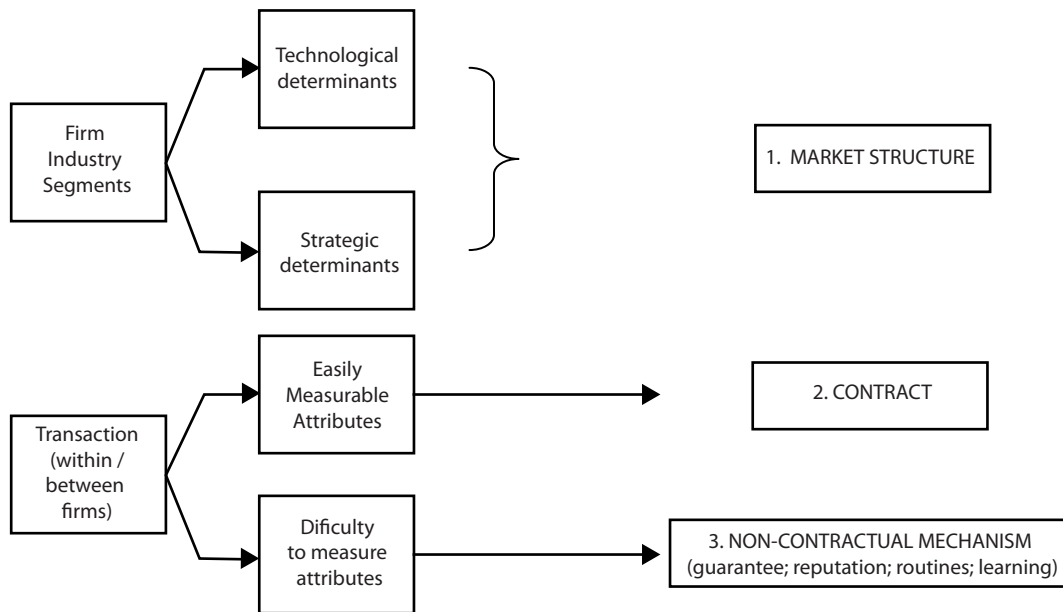 Technological
determinants
Firm
Industry
Segments
1. MARKET STRUCTURE
Strategic
determinants
Easily
Measurable
Attributes
2. CONTRACT
Transaction
(within /
between
firms)
Dificulty
to measure
attributes
3. NON-CONTRACTUAL MECHANISM
(guarantee; reputation; routines; learning)